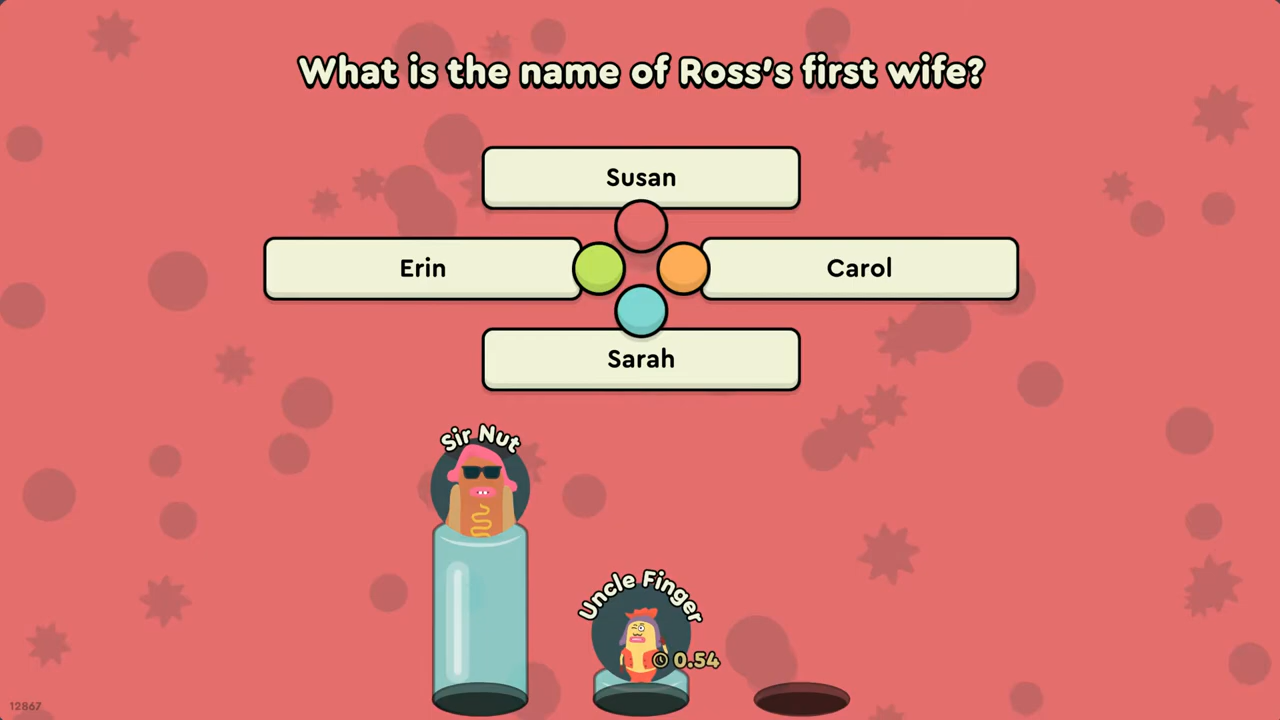 What is the name of Ross's first wife?
Susan
Erin
Carol
Sarah
Sir Nut
Uncle Finger
0.54
12867